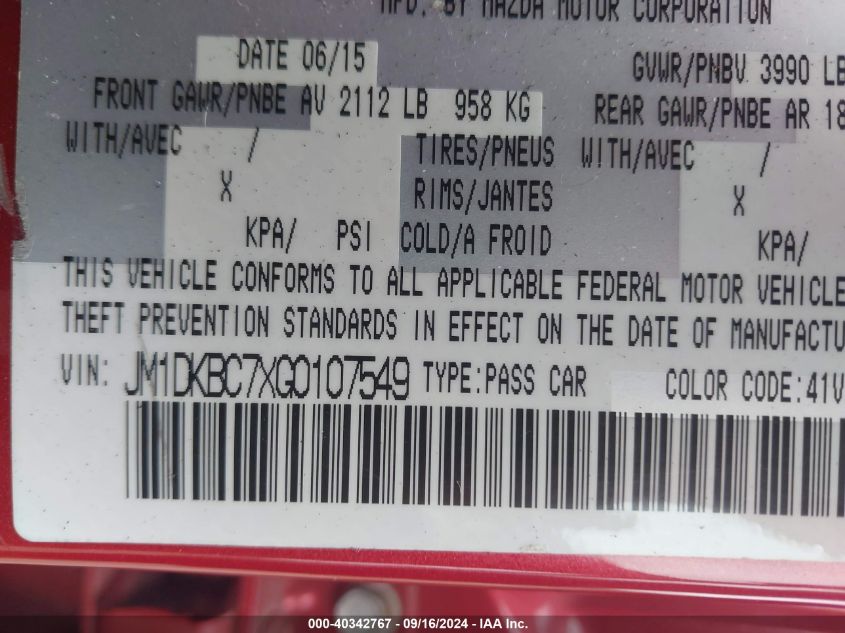 MFD. BY MAZDA MOTOR CORPORATION
DATE 06/15 GVWR/PNBV 3990 LB
FRONT GAWR/PNBE AV 2112 LB 958 KG REAR GAWR/PNBE AR 18
WITH/AVEC / TIRES/PNEUS WITH/AVEC /
X RIMS/JANTES X
KPA/ PSI COLD/A FROID KPA/
THIS VEHICLE CONFORMS TO ALL APPLICABLE FEDERAL MOTOR VEHICLE
THEFT PREVENTION STANDARDS IN EFFECT ON THE DATE OF MANUFACTU
VIN: JM1DKBC7XG0107549 TYPE:PASS CAR COLOR CODE:41V
000-40342767 - 09/16/2024 - IAA Inc.